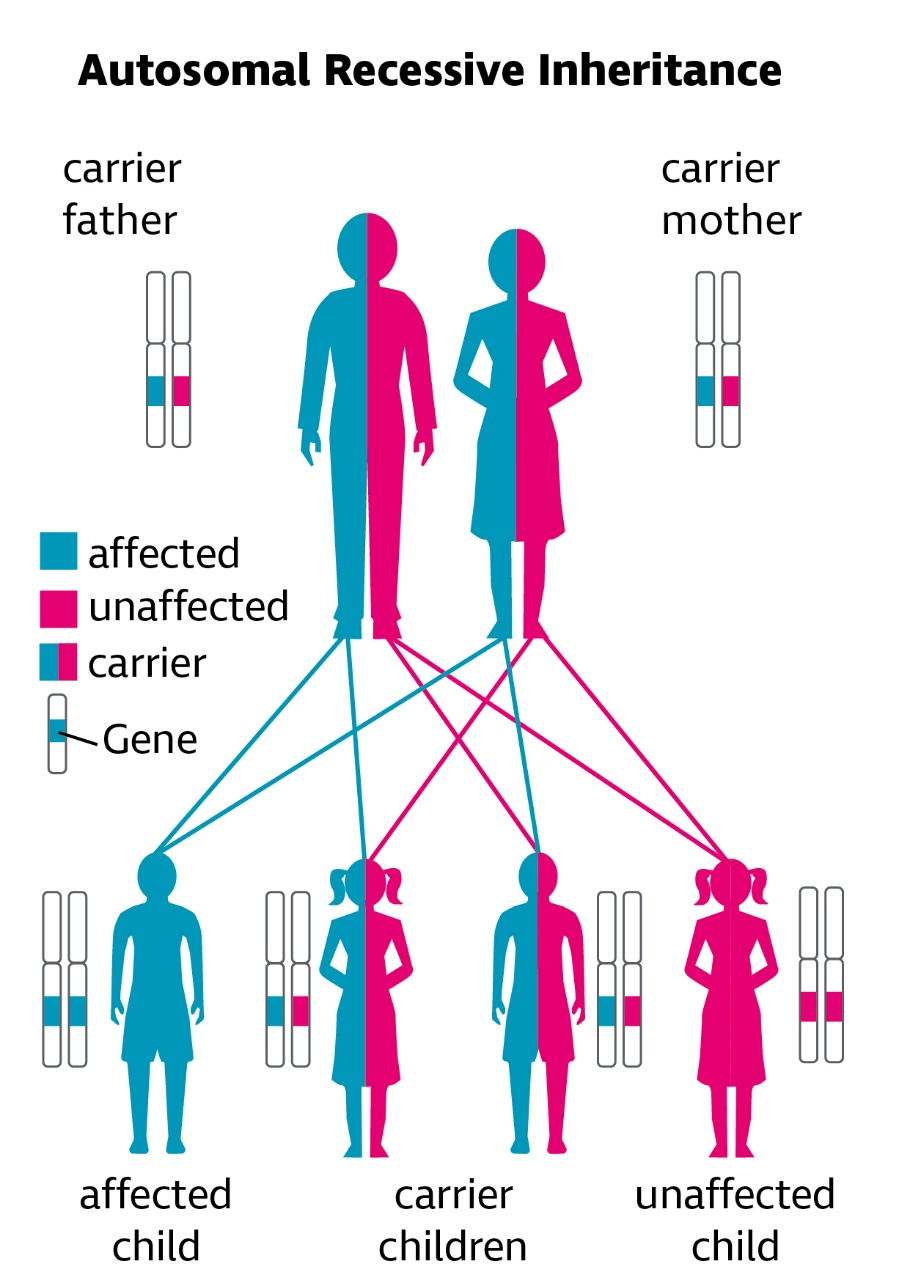 Autosomal Recessive Inheritance
carrier
father
carrier
mother
affected
unaffected
carrier
Gene
affected
child
carrier
children
unaffected
child